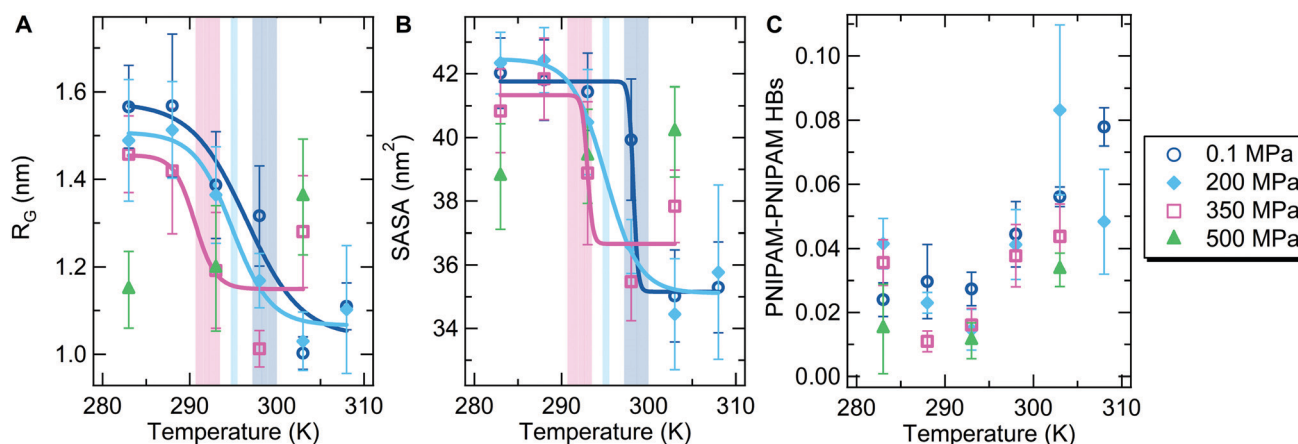 A
R_G (nm)
1.6
1.4
1.2
1.0
280 290 300 310
Temperature (K)
B
SASA (nm²)
42
40
38
36
34
280 290 300 310
Temperature (K)
C
PNIPAM-PNIPAM HBs
0.10
0.08
0.06
0.04
0.02
0.00
280 290 300 310
Temperature (K)
0.1 MPa
200 MPa
350 MPa
500 MPa